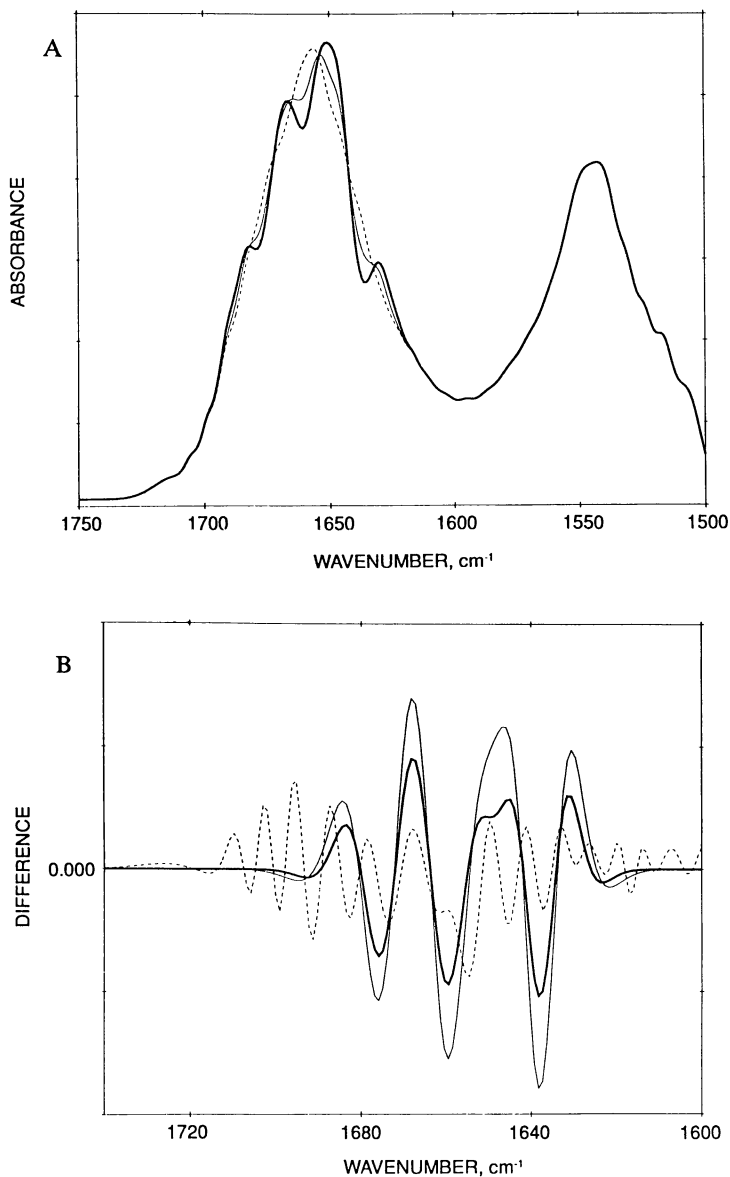 A
ABSORBANCE
1750 1700 1650 1600 1550 1500
WAVENUMBER, cm-1
B
DIFFERENCE
0.000
1720 1680 1640 1600
WAVENUMBER, cm-1